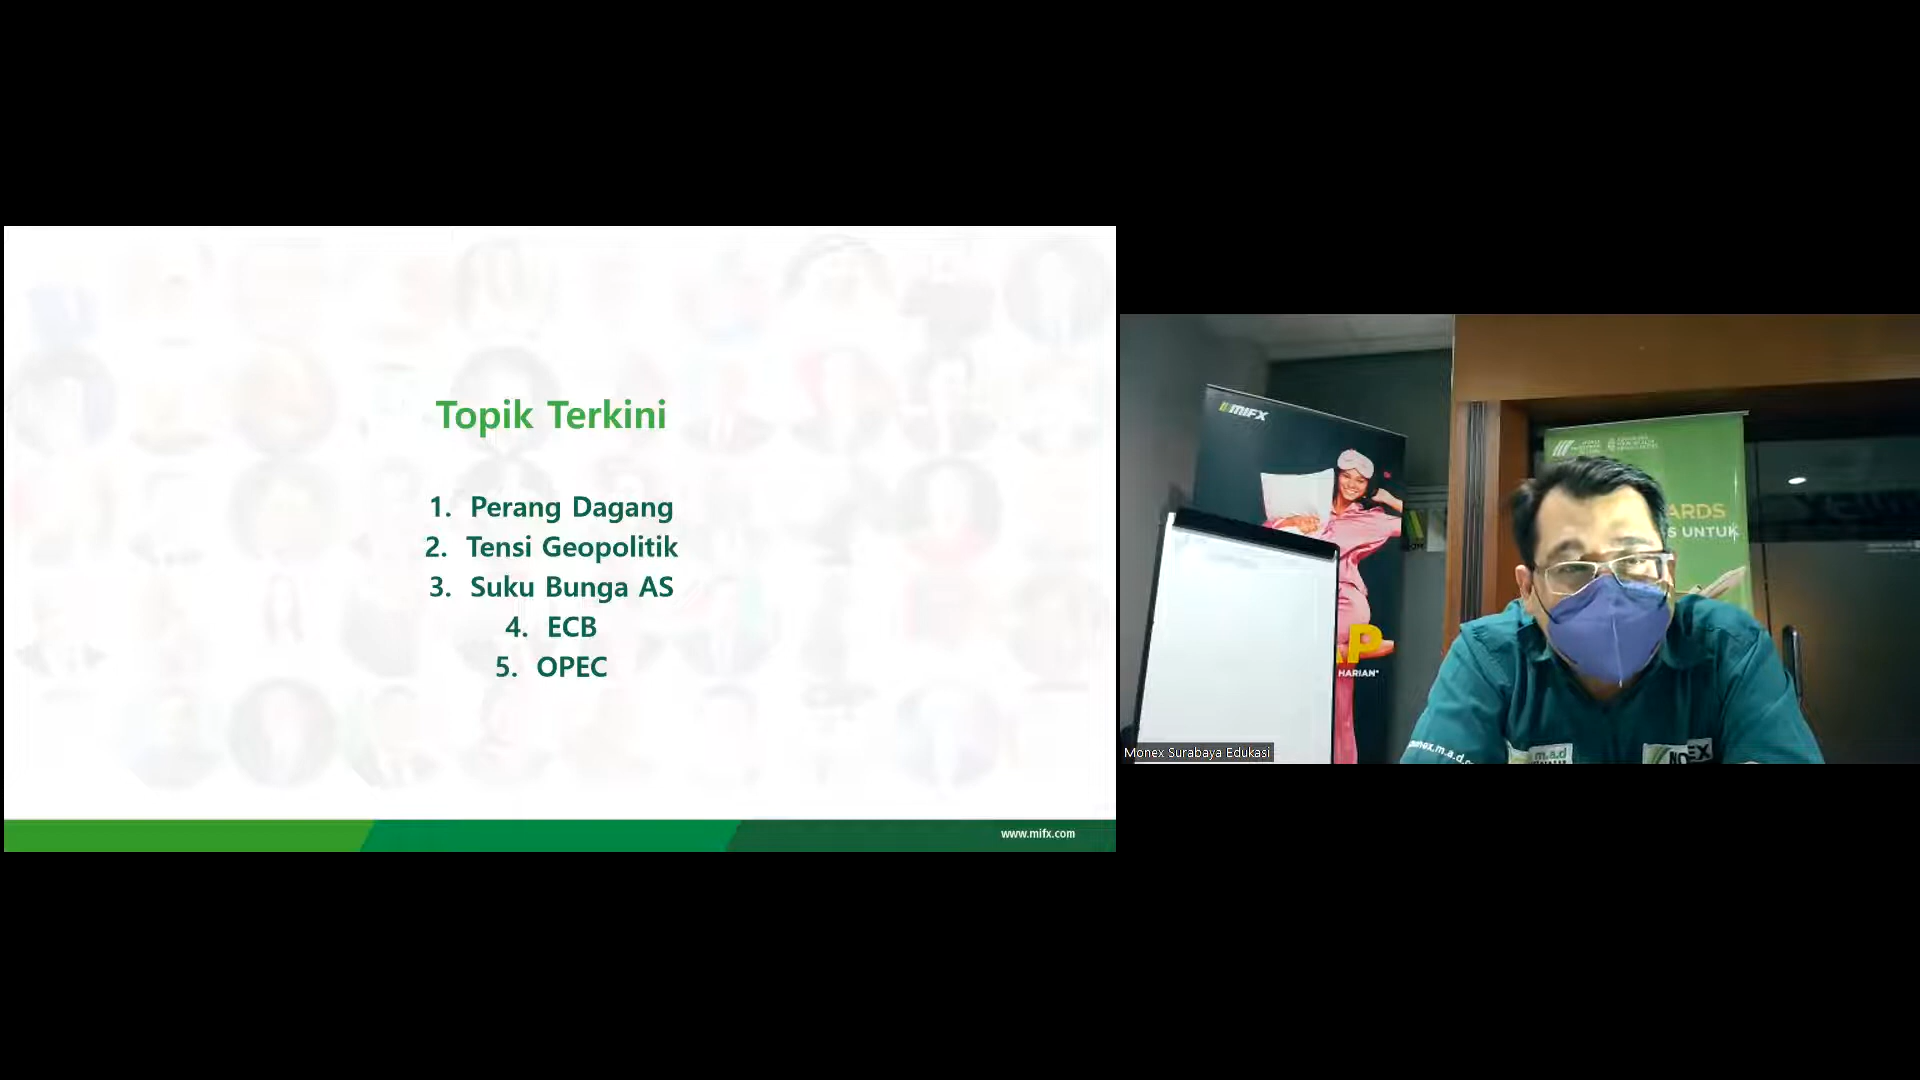 Topik Terkini
1. Perang Dagang
2. Tensi Geopolitik
3. Suku Bunga AS
4. ECB
5. OPEC
www.mifx.com
MIFX
AP
HARIAN*
ARDS
S UNTUK
Monex Surabaya Edukasi
m.a.d